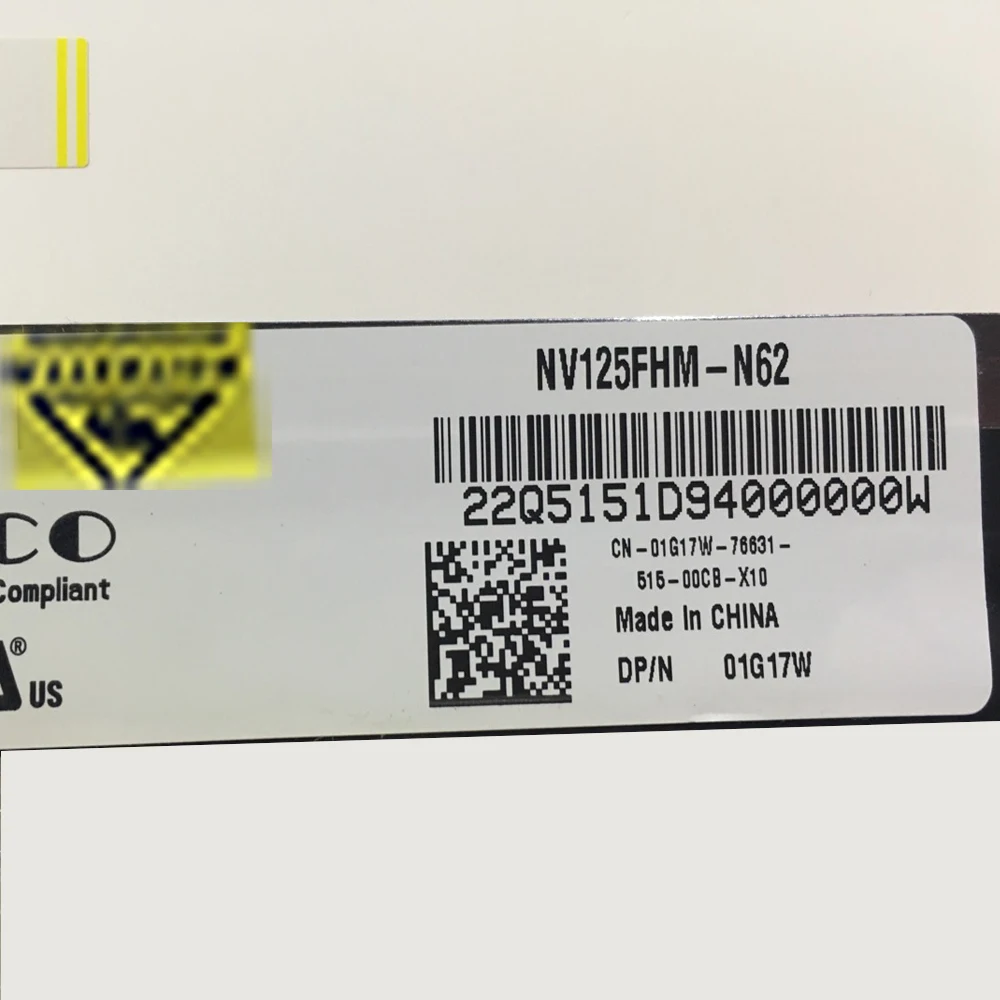 NV125FHM-N62
22Q5151D94000000W
CN-01G17W-76631-
515-00CB-X10
Made In CHINA
DP/N 01G17W
CO
Compliant
® US